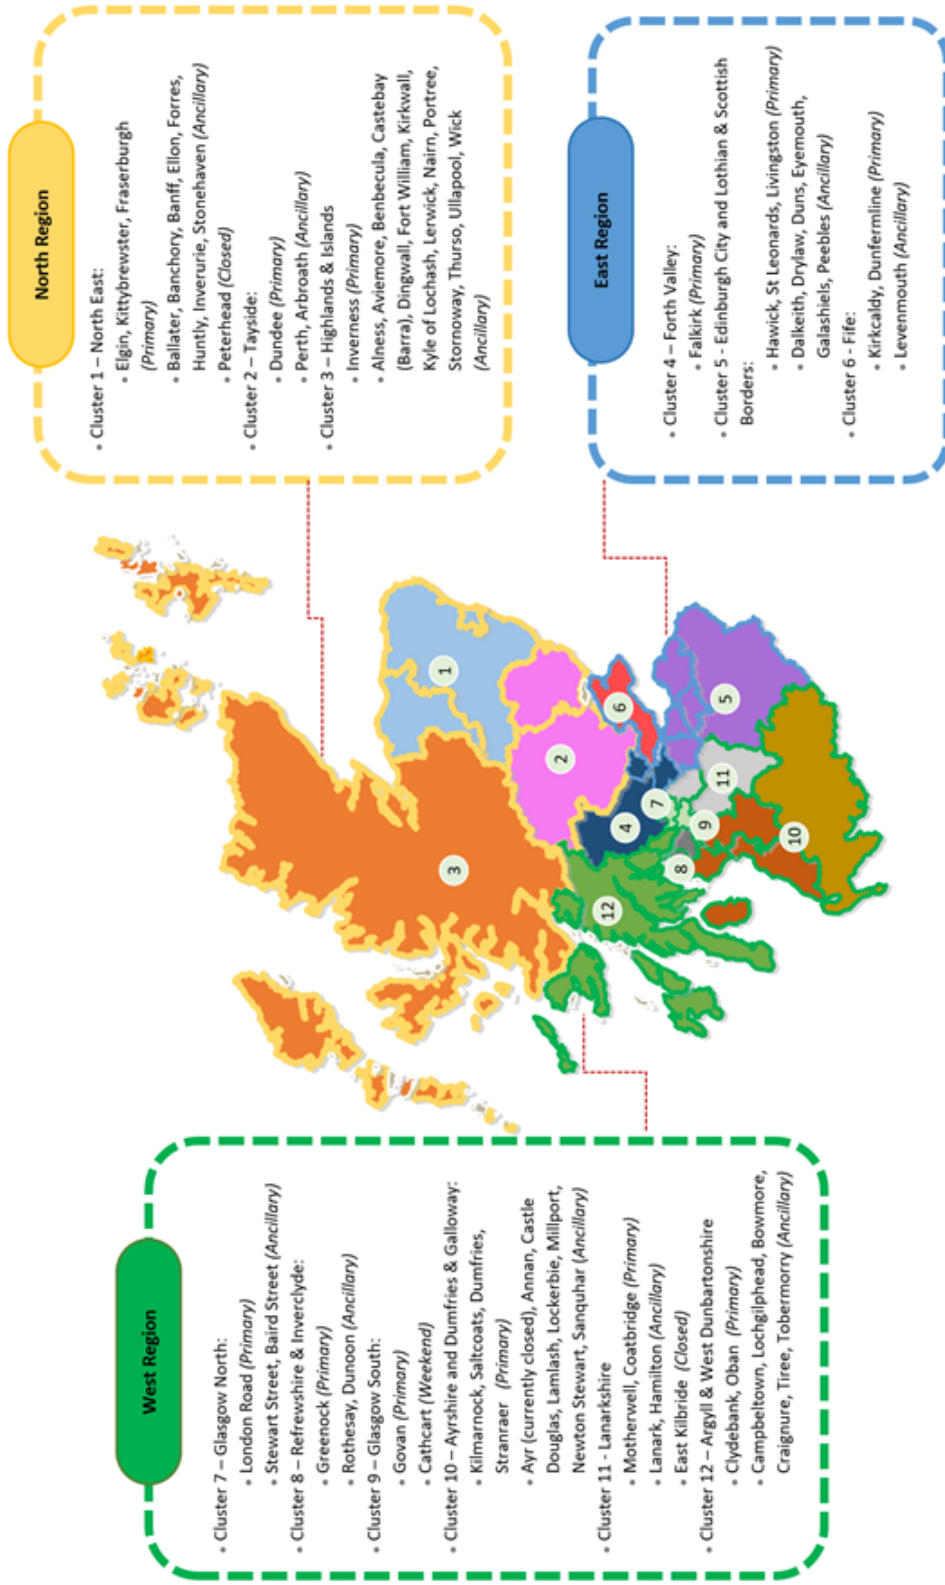 West Region
• Cluster 7 – Glasgow North:
• London Road (Primary)
• Stewart Street, Baird Street (Ancillary)
• Cluster 8 – Refrewshire & Inverclyde:
• Greenock (Primary)
• Rothesay, Dunoon (Ancillary)
• Cluster 9 – Glasgow South:
• Govan (Primary)
• Cathcart (Weekend)
• Cluster 10 – Ayrshire and Dumfries & Galloway:
• Kilmarnock, Saltcoats, Dumfries,
Stranraer (Primary)
• Ayr (currently closed), Annan, Castle
Douglas, Lamlash, Lockerbie, Millport,
Newton Stewart, Sanquhar (Ancillary)
Cluster 11 - Lanarkshire
• Motherwell, Coatbridge (Primary)
• Lanark, Hamilton (Ancillary)
• East Kilbride (Closed)
• Cluster 12 – Argyll & West Dunbartonshire
• Clydebank, Oban (Primary)
• Campbeltown, Lochgilphead, Bowmore,
Craignure, Tiree, Tobermorry (Ancillary)
3
1
2
6
4
7
12
8
9
11
5
10
North Region
• Cluster 1 – North East:
• Elgin, Kittybrewster, Fraserburgh
(Primary)
• Ballater, Banchory, Banff, Ellon, Forres,
Huntly, Inverurie, Stonehaven (Ancillary)
• Peterhead (Closed)
• Cluster 2 – Tayside:
• Dundee (Primary)
• Perth, Arbroath (Ancillary)
• Cluster 3 – Highlands & Islands
• Inverness (Primary)
• Alness, Aviemore, Benbecula, Castebay
(Barra), Dingwall, Fort William, Kirkwall,
Kyle of Lochash, Lerwick, Nairn, Portree,
Stornoway, Thurso, Ullapool, Wick
(Ancillary)
East Region
• Cluster 4 – Forth Valley:
• Falkirk (Primary)
• Cluster 5 - Edinburgh City and Lothian & Scottish
Borders:
• Hawick, St Leonards, Livingston (Primary)
• Dalkeith, Drylaw, Duns, Eyemouth,
Galashiels, Peebles (Ancillary)
• Cluster 6 - Fife:
• Kirkcaldy, Dunfermline (Primary)
• Levenmouth (Ancillary)